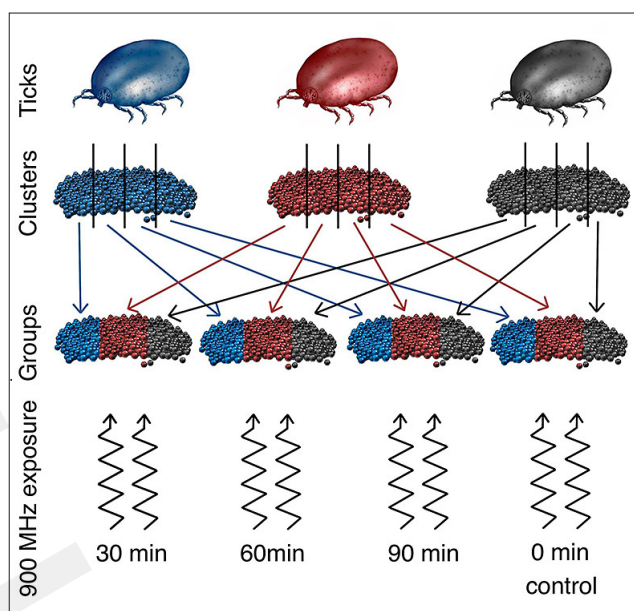 Ticks
Clusters
Groups
900 MHz exposure
30 min
60min
90 min
0 min
control